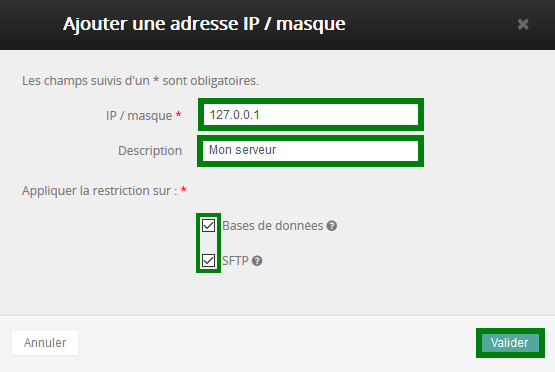 Ajouter une adresse IP / masque
Les champs suivis d'un * sont obligatoires.
IP / masque * 127.0.0.1
Description Mon serveur
Appliquer la restriction sur : *
Bases de données
SFTP
Annuler Valider